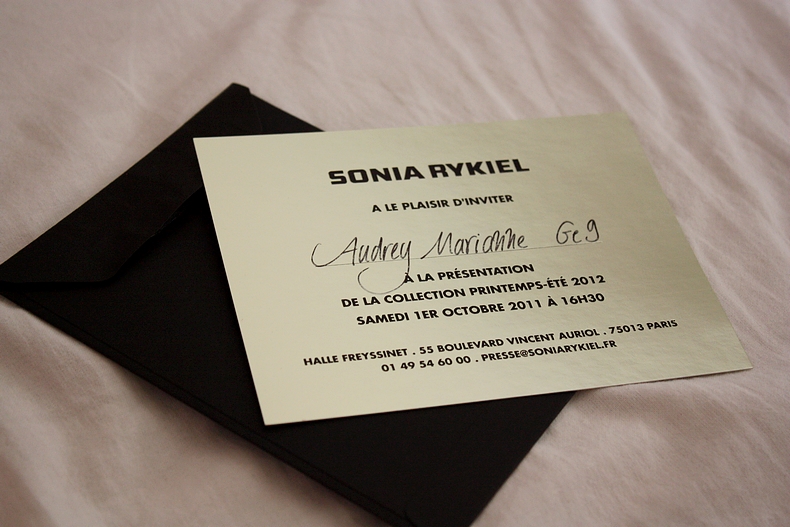 SONIA RYKIEL
A LE PLAISIR D'INVITER
Audrey Marianne Ge9
À LA PRÉSENTATION
DE LA COLLECTION PRINTEMPS-ÉTÉ 2012
SAMEDI 1ER OCTOBRE 2011 À 16H30
HALLE FREYSSINET . 55 BOULEVARD VINCENT AURIOL . 75013 PARIS
01 49 54 60 00 . PRESSE@SONIARYKIEL.FR